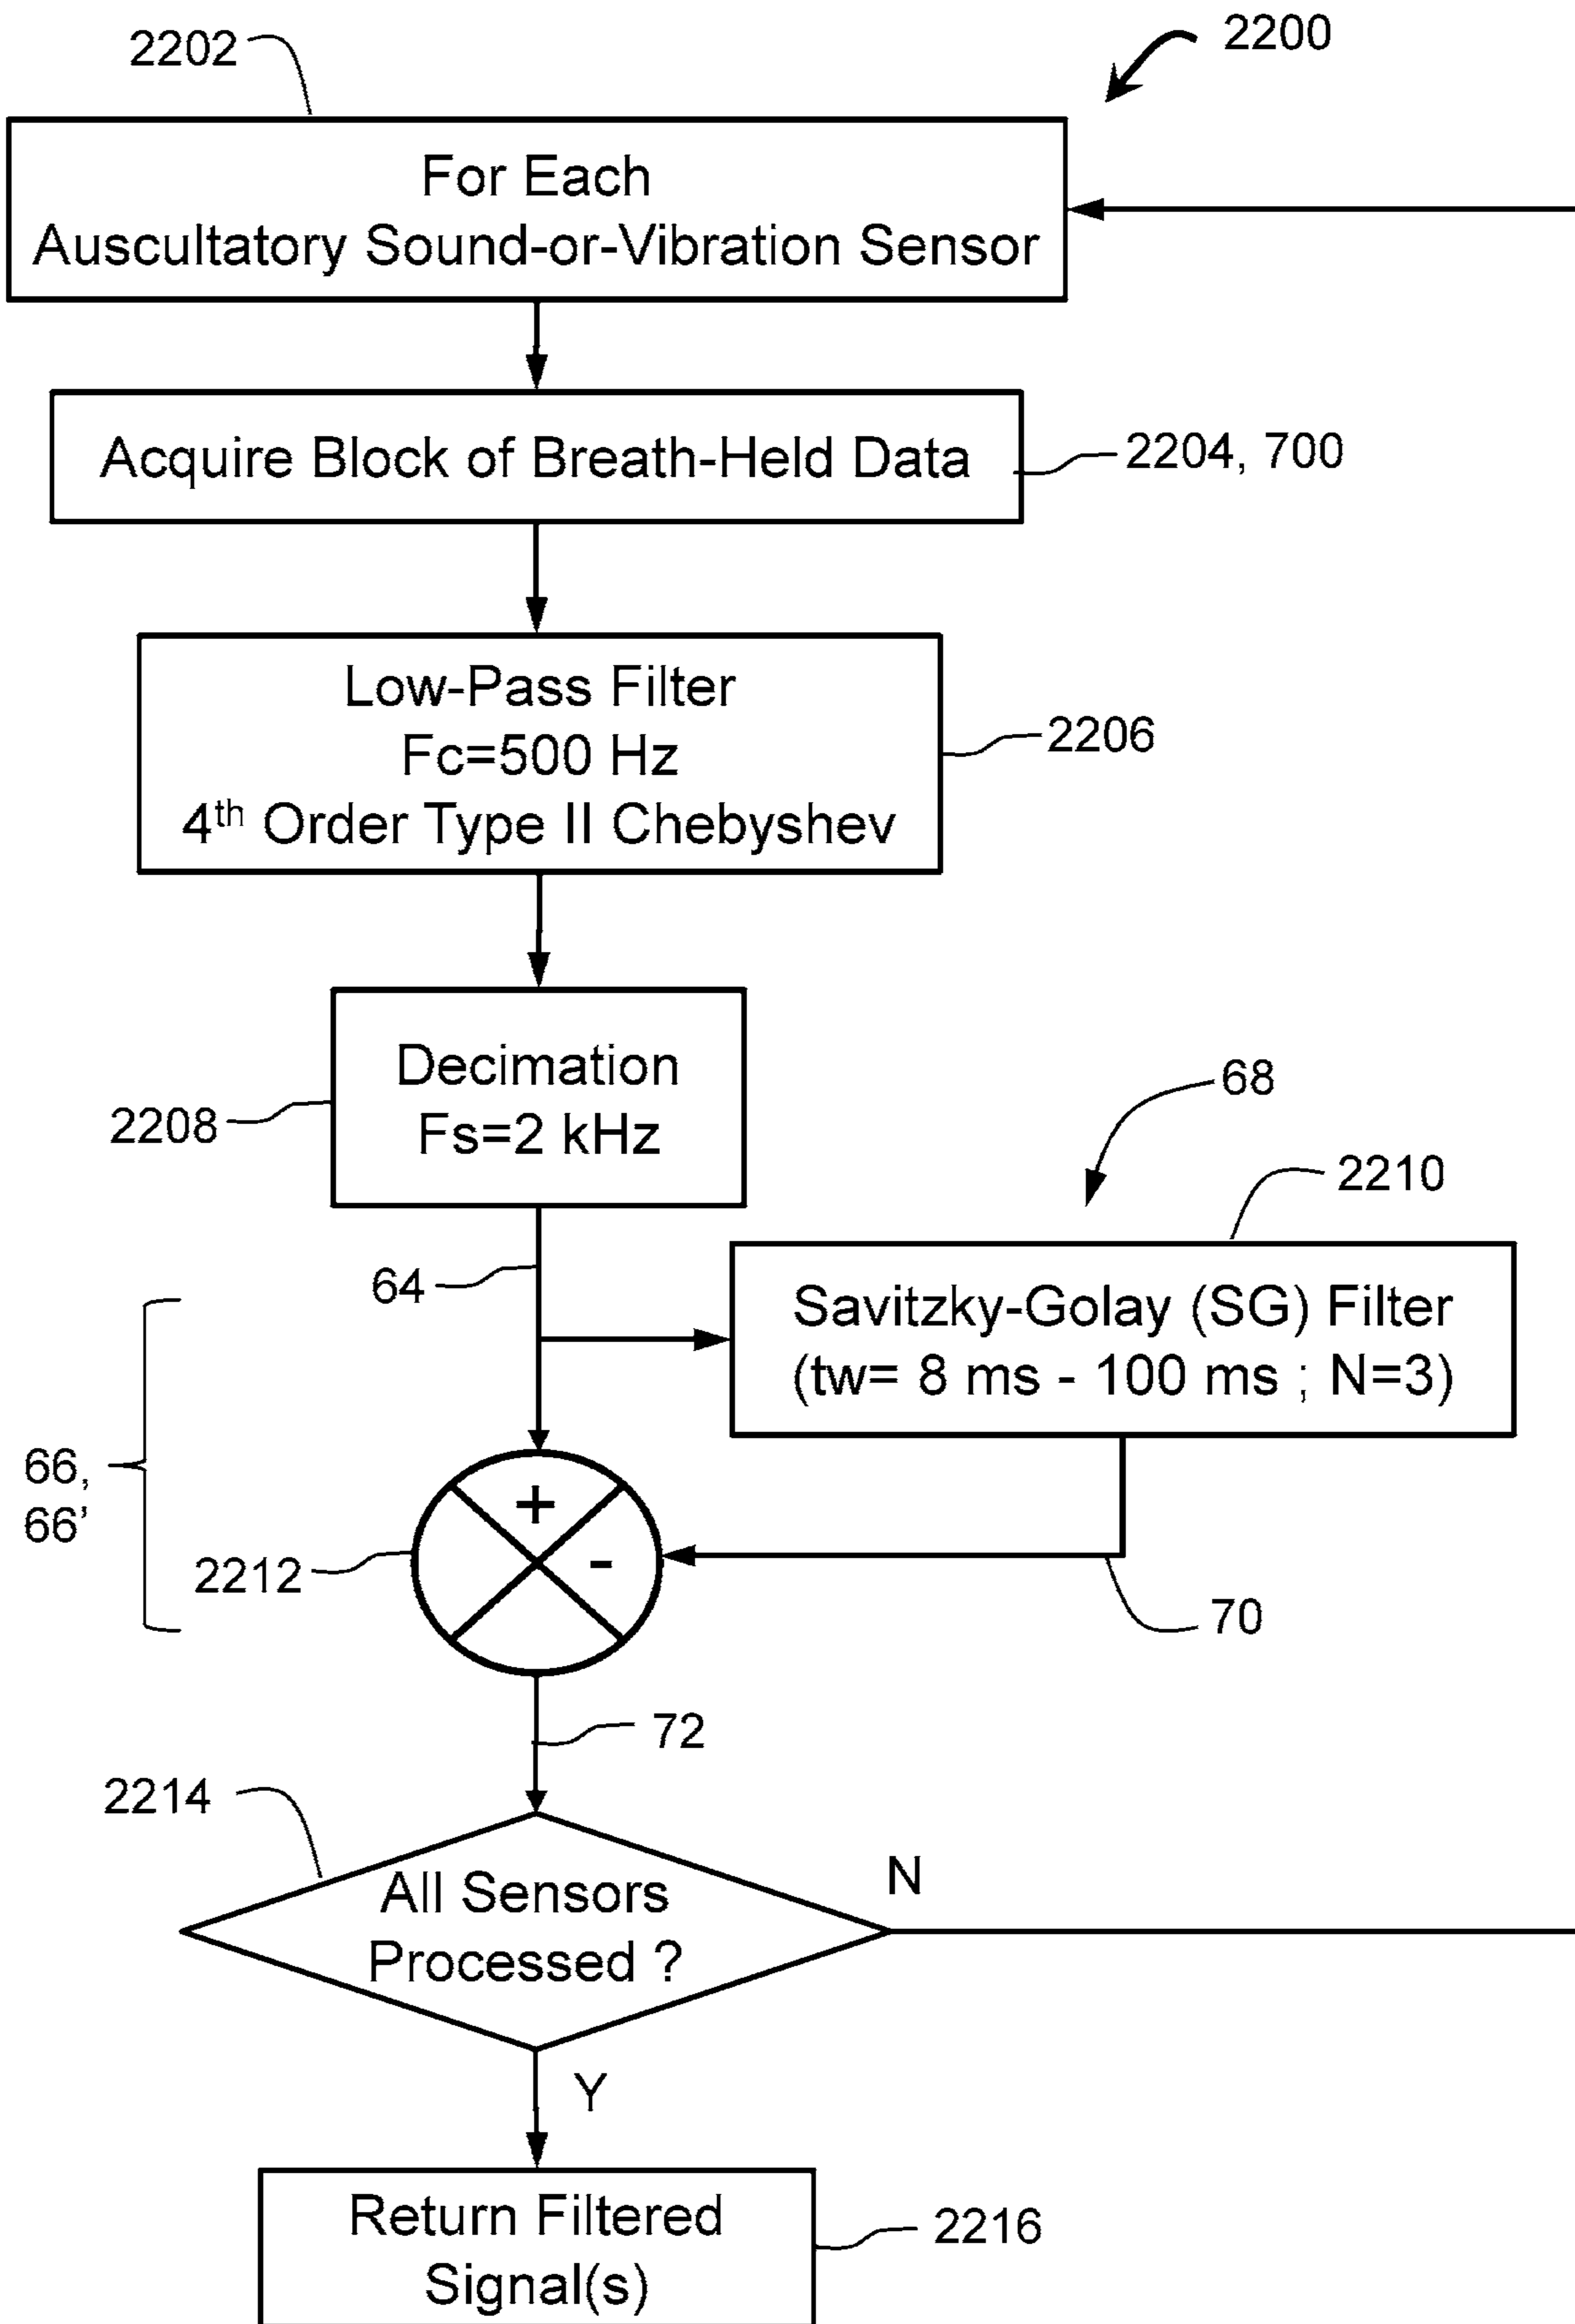 2200
2202
For Each
Auscultatory Sound-or-Vibration Sensor
Acquire Block of Breath-Held Data
2204, 700
Low-Pass Filter
Fc=500 Hz
4th Order Type II Chebyshev
2206
Decimation
Fs=2 kHz
2208
68
2210
64
Savitzky-Golay (SG) Filter
(tw= 8 ms - 100 ms ; N=3)
66,
66’
+
-
2212
70
72
2214
All Sensors
Processed ?
N
Y
Return Filtered
Signal(s)
2216